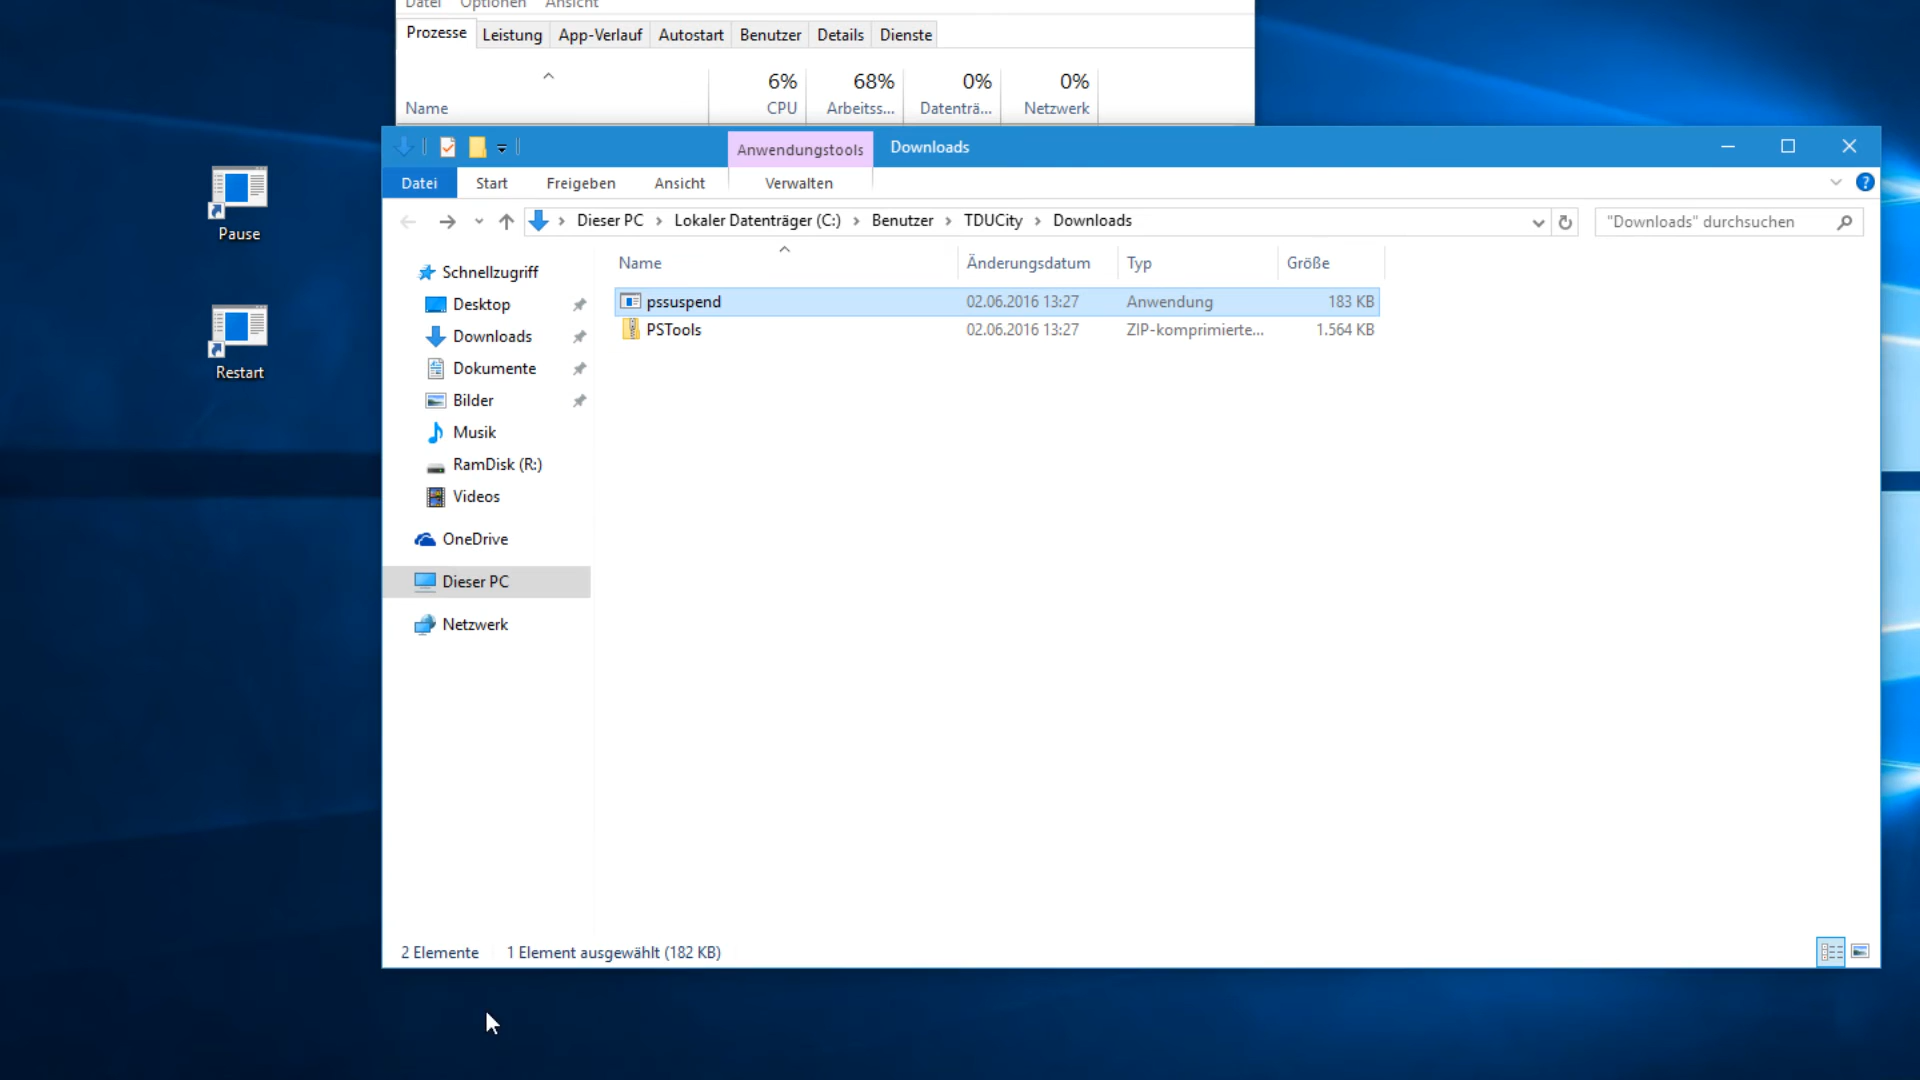 Datei Optionen Ansicht
Prozesse Leistung App-Verlauf Autostart Benutzer Details Dienste
6% 68% 0% 0%
Name CPU Arbeitss... Datenträ... Netzwerk
Anwendungstools Downloads
Datei Start Freigeben Ansicht Verwalten
Dieser PC Lokaler Datenträger (C:) Benutzer TDUCity Downloads
"Downloads" durchsuchen
Name Änderungsdatum Typ Größe
pssuspend 02.06.2016 13:27 Anwendung 183 KB
PSTools 02.06.2016 13:27 ZIP-komprimierte... 1.564 KB
Schnellzugriff
Desktop
Downloads
Dokumente
Bilder
Musik
RamDisk (R:)
Videos
OneDrive
Dieser PC
Netzwerk
2 Elemente 1 Element ausgewählt (182 KB)
Pause
Restart